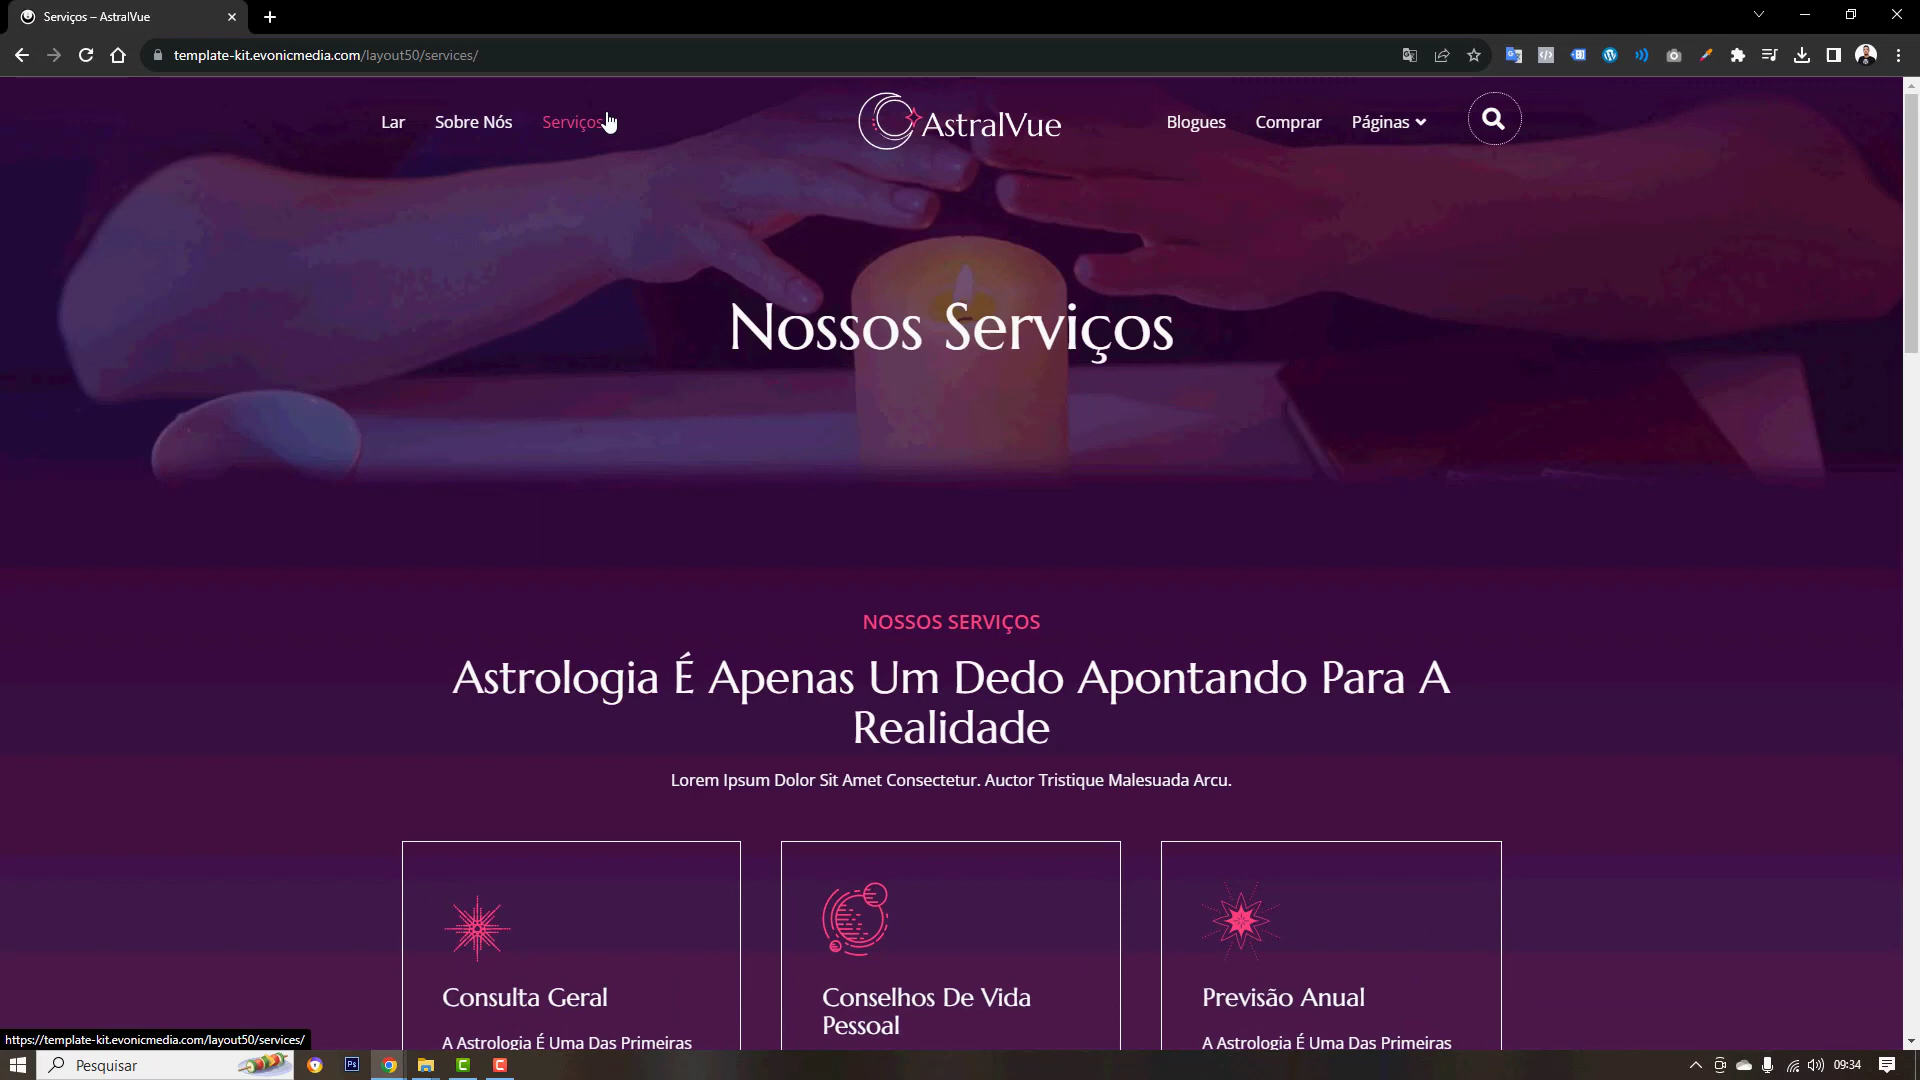 Serviços – AstralVue
template-kit.evonicmedia.com/layout50/services/
Lar
Sobre Nós
Serviços
AstralVue
Blogues
Comprar
Páginas
Nossos Serviços
NOSSOS SERVIÇOS
Astrologia É Apenas Um Dedo Apontando Para A
Realidade
Lorem Ipsum Dolor Sit Amet Consectetur. Auctor Tristique Malesuada Arcu.
Consulta Geral
A Astrologia É Uma Das Primeiras
Conselhos De Vida
Pessoal
Previsão Anual
A Astrologia É Uma Das Primeiras
https://template-kit.evonicmedia.com/layout50/services/
Pesquisar
Ps
09:34